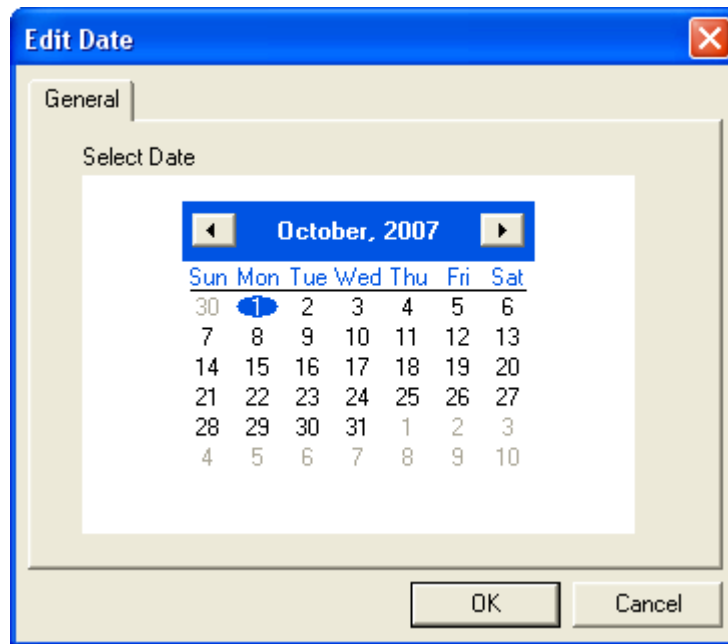 Edit Date
General
Select Date
October, 2007
Sun Mon Tue Wed Thu Fri Sat
30 1 2 3 4 5 6
7 8 9 10 11 12 13
14 15 16 17 18 19 20
21 22 23 24 25 26 27
28 29 30 31 1 2 3
4 5 6 7 8 9 10
OK Cancel